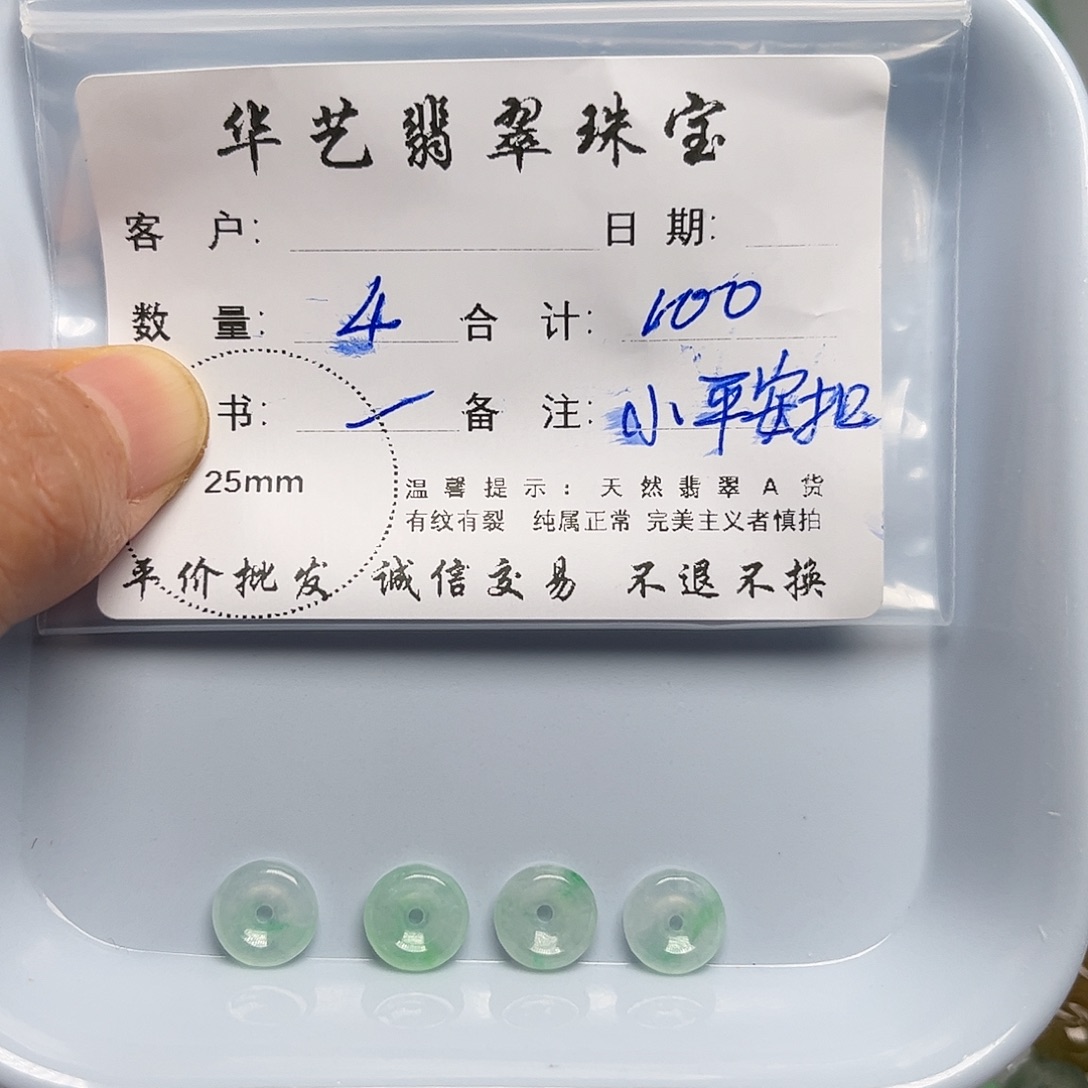 华艺翡翠珠宝
客 户： 日 期：
数 量： 4 合 计： 100
书： 一 备 注： 小平安扣
25mm
温馨提示：天然翡翠A货
有纹有裂 纯属正常 完美主义者慎拍
平价批发 诚信交易 不退不换